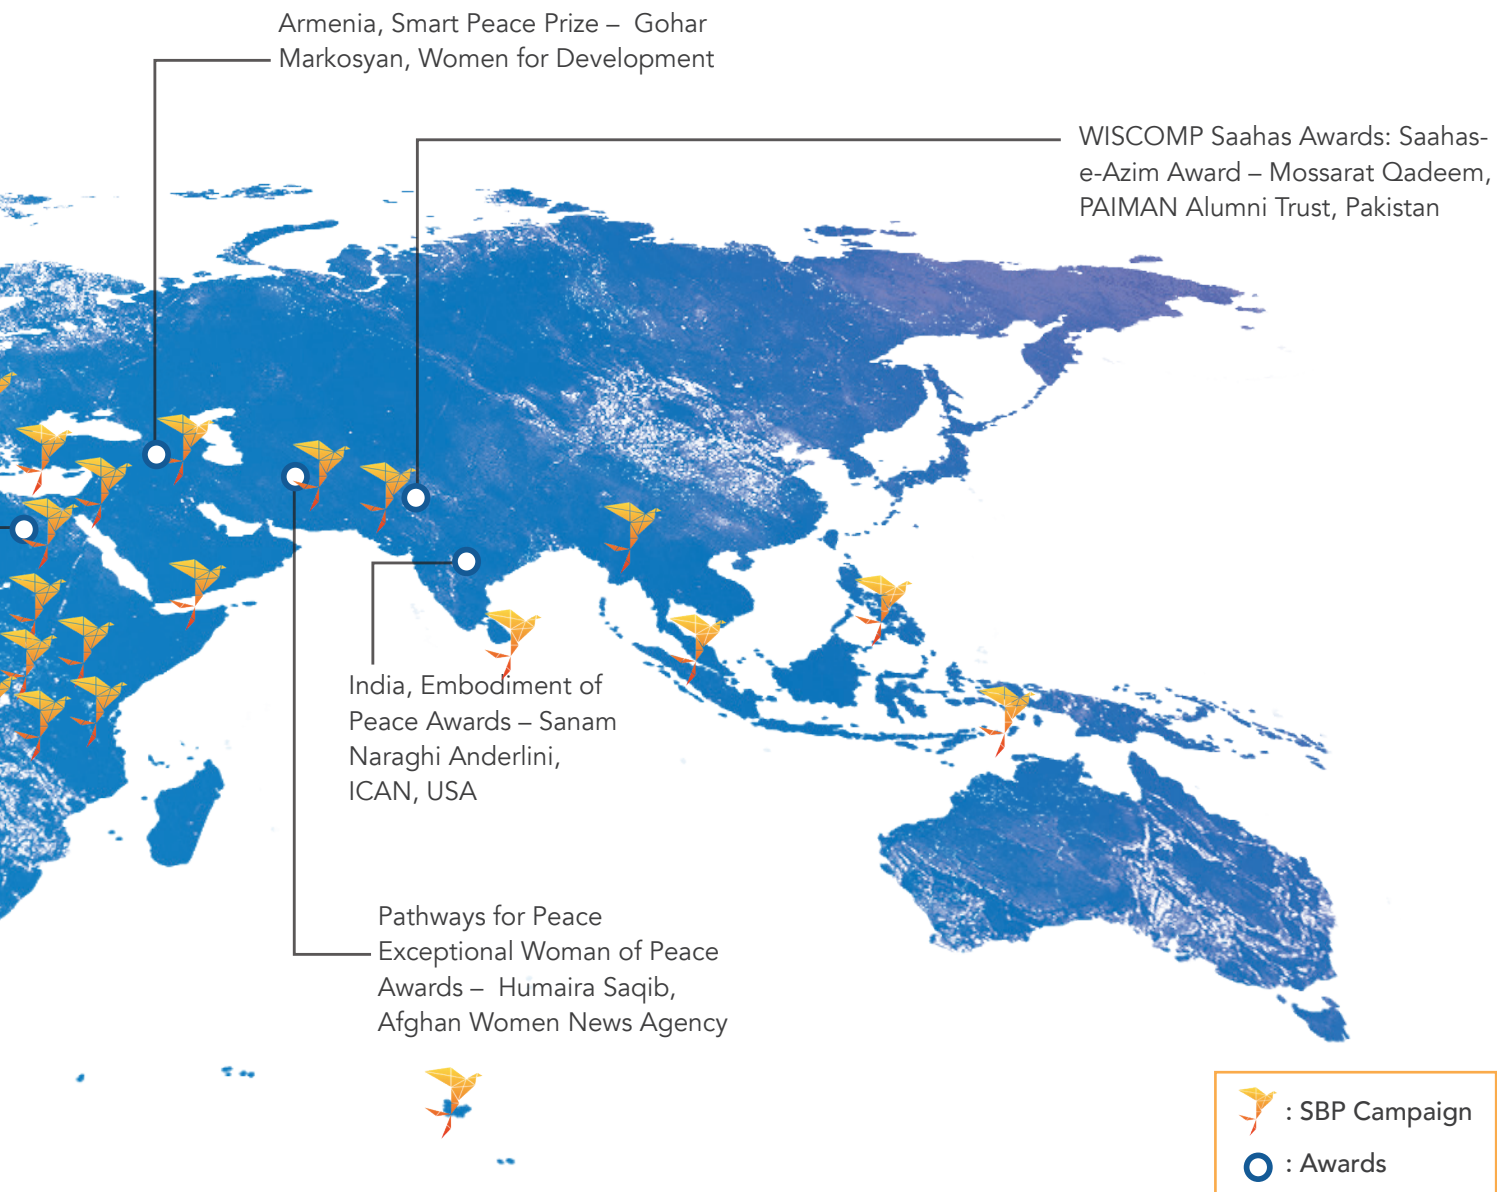 Armenia, Smart Peace Prize –  Gohar
Markosyan, Women for Development
WISCOMP Saahas Awards: Saahas-
e-Azim Award – Mossarat Qadeem,
PAIMAN Alumni Trust, Pakistan
India, Embodiment of
Peace Awards – Sanam
Naraghi Anderlini,
ICAN, USA
Pathways for Peace
Exceptional Woman of Peace
Awards –  Humaira Saqib,
Afghan Women News Agency
: SBP Campaign
: Awards